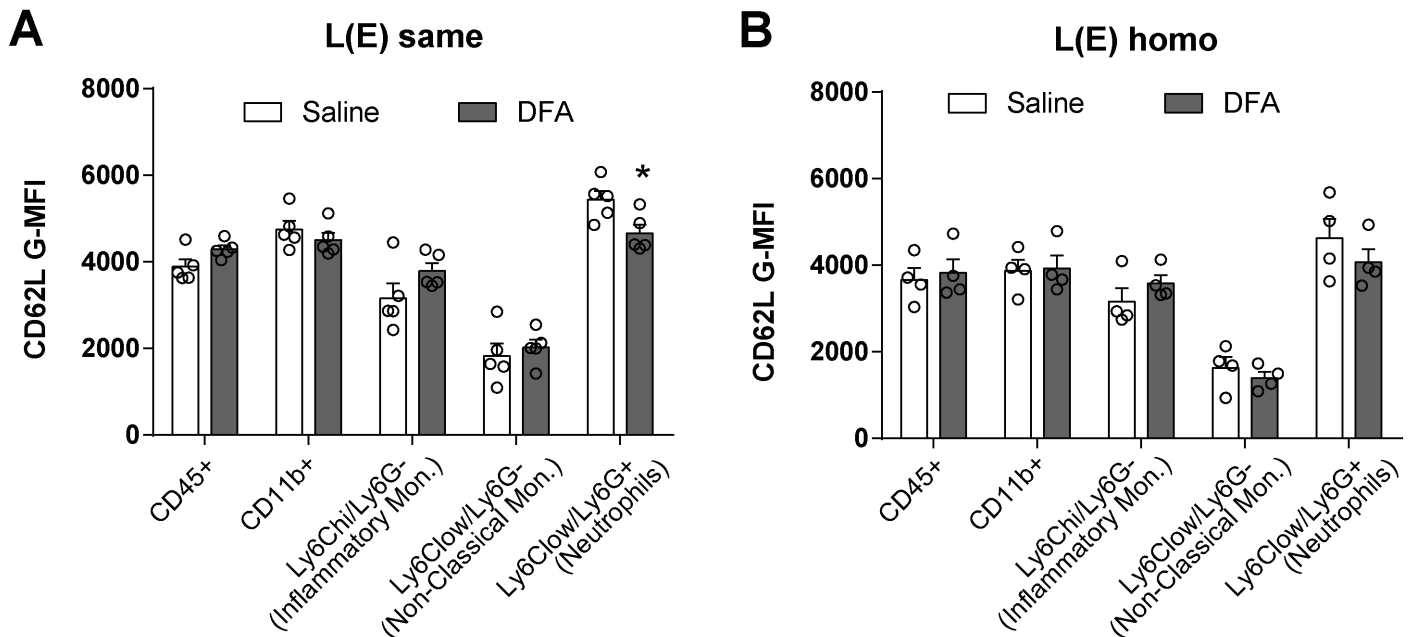 A
L(E) same
8000
6000
4000
2000
0
CD62L G-MFI
Saline
DFA
*
CD45+
CD11b+
Ly6Chi/Ly6G-
(Inflammatory Mon.)
Ly6Clow/Ly6G-
(Non-Classical Mon.)
Ly6Clow/Ly6G+
(Neutrophils)
B
L(E) homo
8000
6000
4000
2000
0
CD62L G-MFI
Saline
DFA
CD45+
CD11b+
Ly6Chi/Ly6G-
(Inflammatory Mon.)
Ly6Clow/Ly6G-
(Non-Classical Mon.)
Ly6Clow/Ly6G+
(Neutrophils)